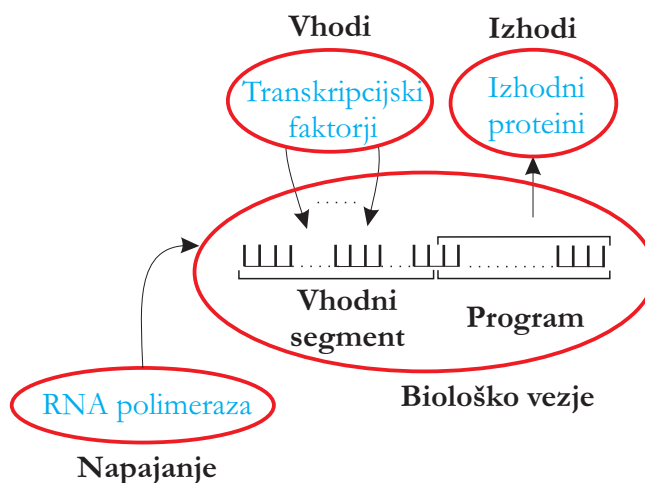 Vhodi
Izhodi
Transkripcijski
faktorji
Izhodni
proteini
Vhodni
segment
Program
Biološko vezje
RNA polimeraza
Napajanje